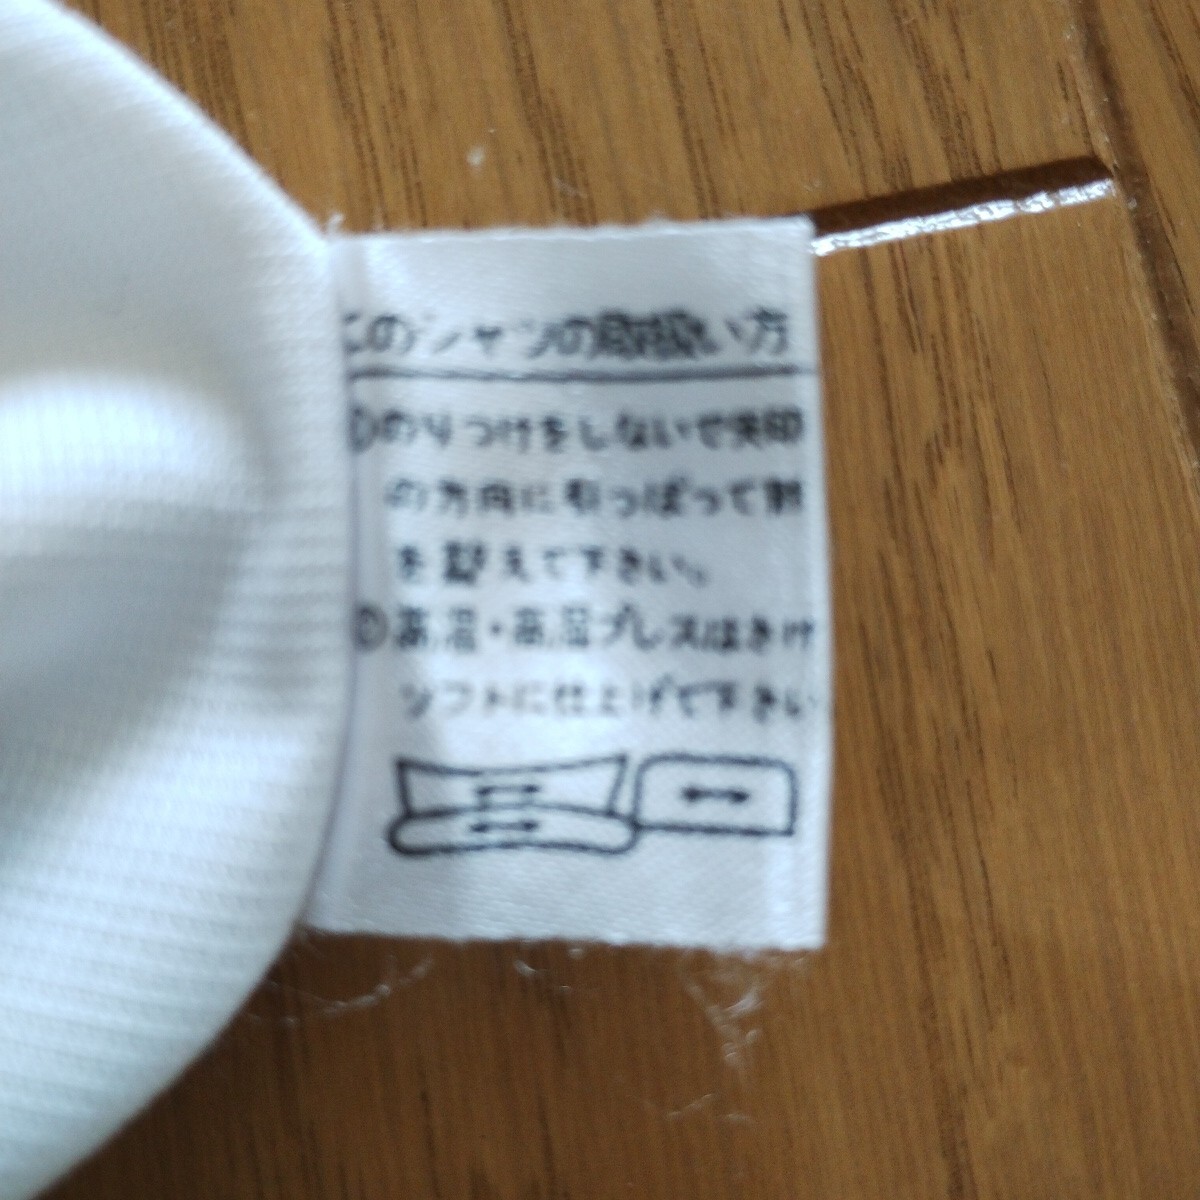 このシャツの取扱い方
①のりつけをしないで矢印
の方向に引っぱって形
を整えて下さい。
②高温・高圧プレスはさけ
ソフトに仕上げて下さい